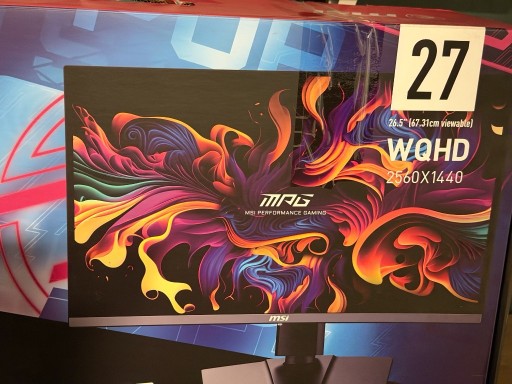 27
26.5" (67.31cm viewable)
WQHD
2560X1440
MPG
MSI PERFORMANCE GAMING
msi